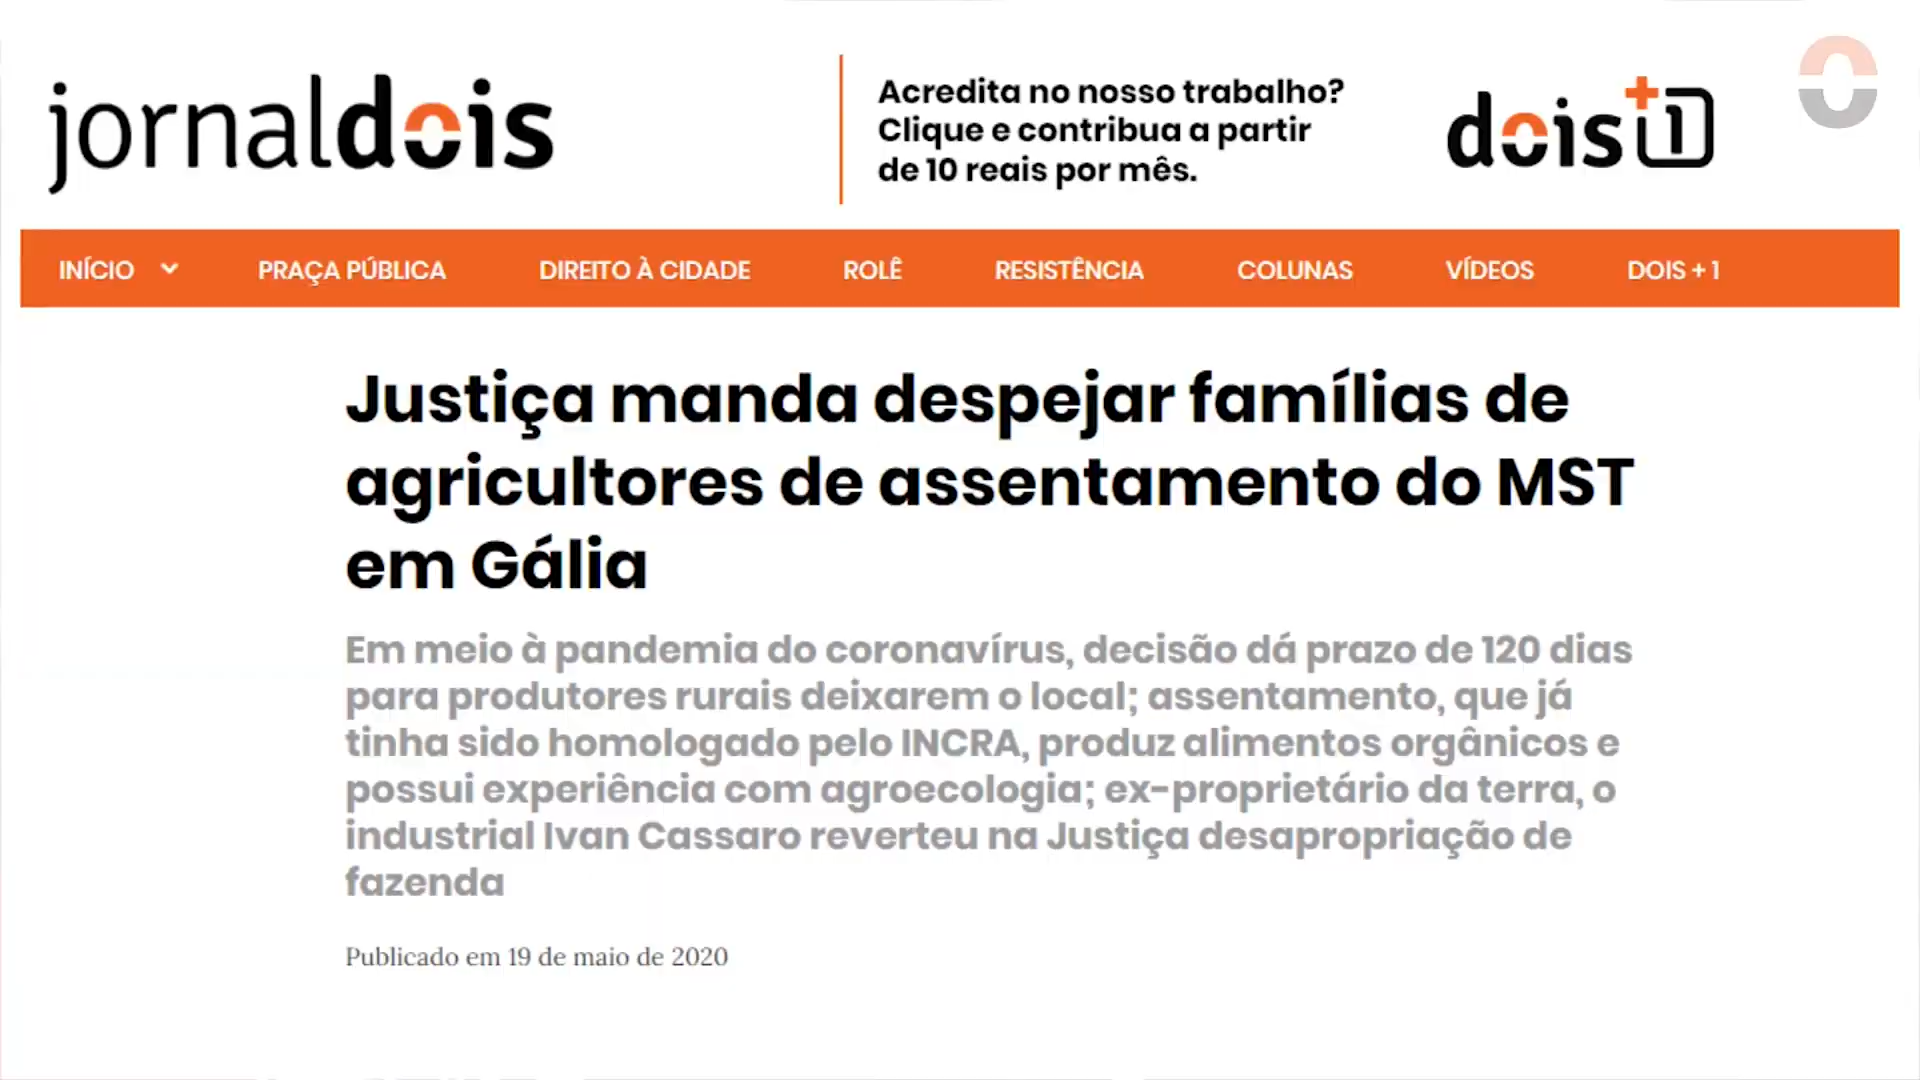 jornaldois
Acredita no nosso trabalho?
Clique e contribua a partir
de 10 reais por mês.
dois+1
INÍCIO
PRAÇA PÚBLICA
DIREITO À CIDADE
ROLÊ
RESISTÊNCIA
COLUNAS
VÍDEOS
DOIS + 1
Justiça manda despejar famílias de
agricultores de assentamento do MST
em Gália
Em meio à pandemia do coronavírus, decisão dá prazo de 120 dias
para produtores rurais deixarem o local; assentamento, que já
tinha sido homologado pelo INCRA, produz alimentos orgânicos e
possui experiência com agroecologia; ex-proprietário da terra, o
industrial Ivan Cassaro reverteu na Justiça desapropriação de
fazenda
Publicado em 19 de maio de 2020